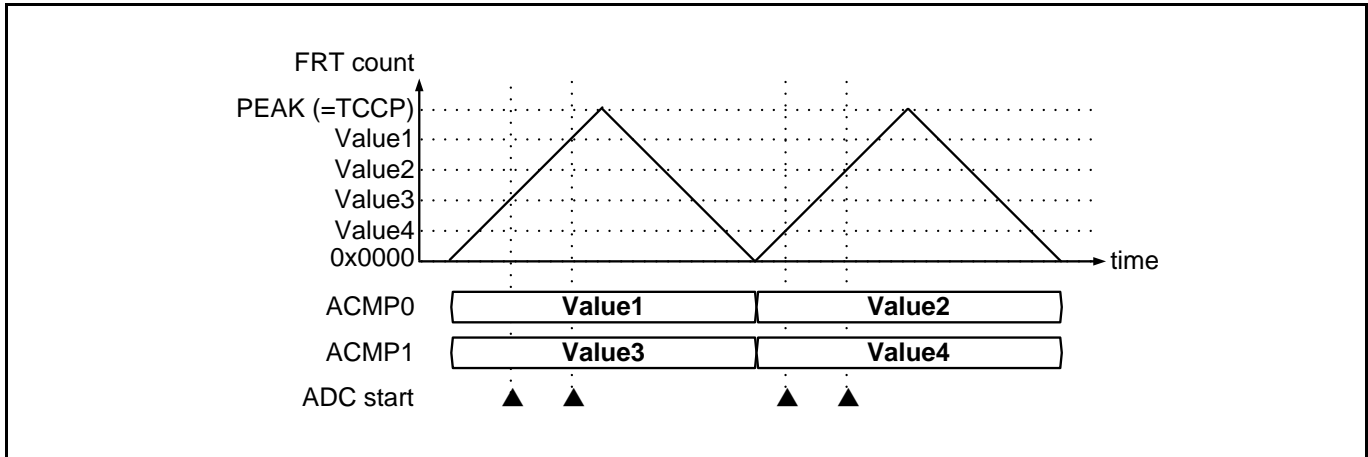 FRT count
PEAK (=TCCP)
Value1
Value2
Value3
Value4
0x0000
time
ACMP0 Value1 Value2
ACMP1 Value3 Value4
ADC start